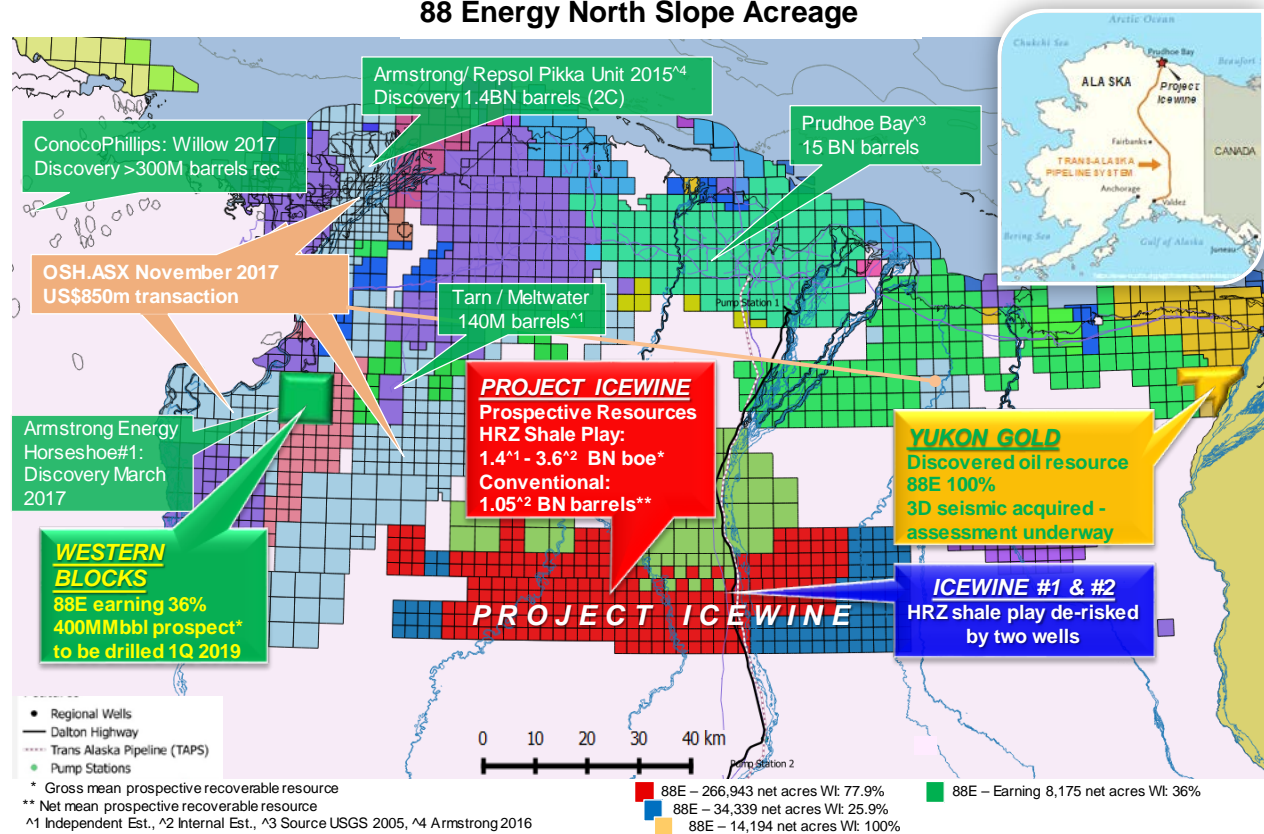 88 Energy North Slope Acreage
Arctic Ocean
Chukchi Sea
Prudhoe Bay
Beaufort
ALASKA
Project
Icewine
Fairbanks
CANADA
TRANS-ALASKA
PIPELINE SYSTEM
Anchorage
Valdez
Bering Sea
Gulf of Alaska
Juneau
Armstrong/ Repsol Pikka Unit 2015^4
Discovery 1.4BN barrels (2C)
Prudhoe Bay^3
15 BN barrels
ConocoPhillips: Willow 2017
Discovery >300M barrels rec
OSH.ASX November 2017
US$850m transaction
Tarn / Meltwater
140M barrels^1
Pump Station 1
PROJECT ICEWINE
Prospective Resources
HRZ Shale Play:
1.4^1 - 3.6^2 BN boe*
Conventional:
1.05^2 BN barrels**
Armstrong Energy
Horseshoe#1:
Discovery March
2017
YUKON GOLD
Discovered oil resource
88E 100%
3D seismic acquired -
assessment underway
WESTERN
BLOCKS
88E earning 36%
400MMbbl prospect*
to be drilled 1Q 2019
ICEWINE #1 & #2
HRZ shale play de-risked
by two wells
PROJECT ICEWINE
Regional Wells
Dalton Highway
Trans Alaska Pipeline (TAPS)
Pump Stations
0 10 20 30 40 km
Pump Station 2
* Gross mean prospective recoverable resource
** Net mean prospective recoverable resource
^1 Independent Est., ^2 Internal Est., ^3 Source USGS 2005, ^4 Armstrong 2016
88E – 266,943 net acres WI: 77.9%
88E – 34,339 net acres WI: 25.9%
88E – 14,194 net acres WI: 100%
88E – Earning 8,175 net acres WI: 36%